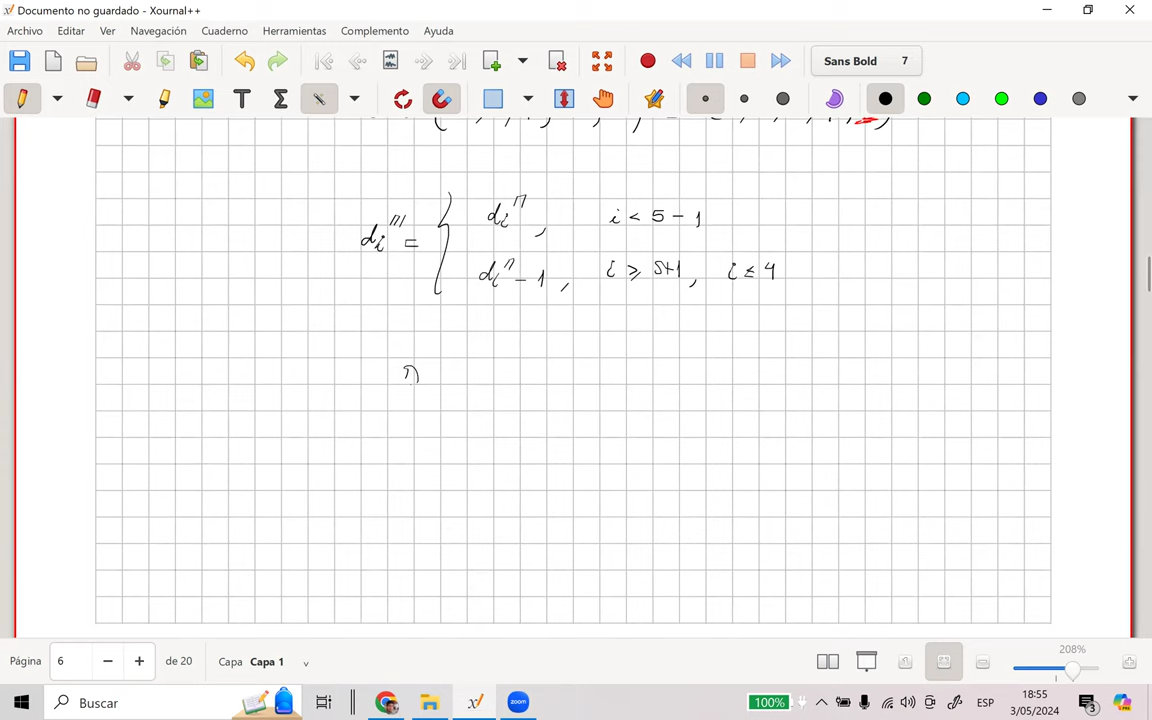 Documento no guardado - Xournal++
Archivo Editar Ver Navegación Cuaderno Herramientas Complemento Ayuda
Sans Bold 7
di''' = { di'', i < 5 - 1
di'' - 1, i ≥ 5+1, i ≤ 4
Página 6 de 20 Capa Capa 1 208%
Buscar zoom 100% ESP 18:55
3/05/2024 3